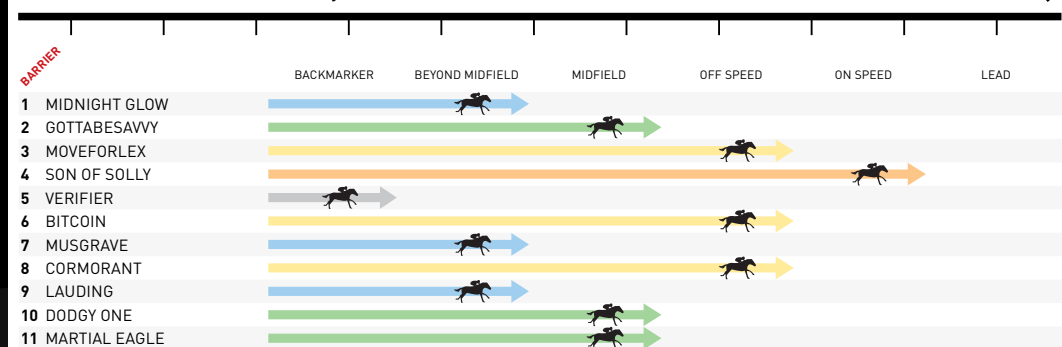 BARRIER
BACKMARKER BEYOND MIDFIELD MIDFIELD OFF SPEED ON SPEED LEAD
1 MIDNIGHT GLOW
2 GOTTABESAVVY
3 MOVEFORLEX
4 SON OF SOLLY
5 VERIFIER
6 BITCOIN
7 MUSGRAVE
8 CORMORANT
9 LAUDING
10 DODGY ONE
11 MARTIAL EAGLE